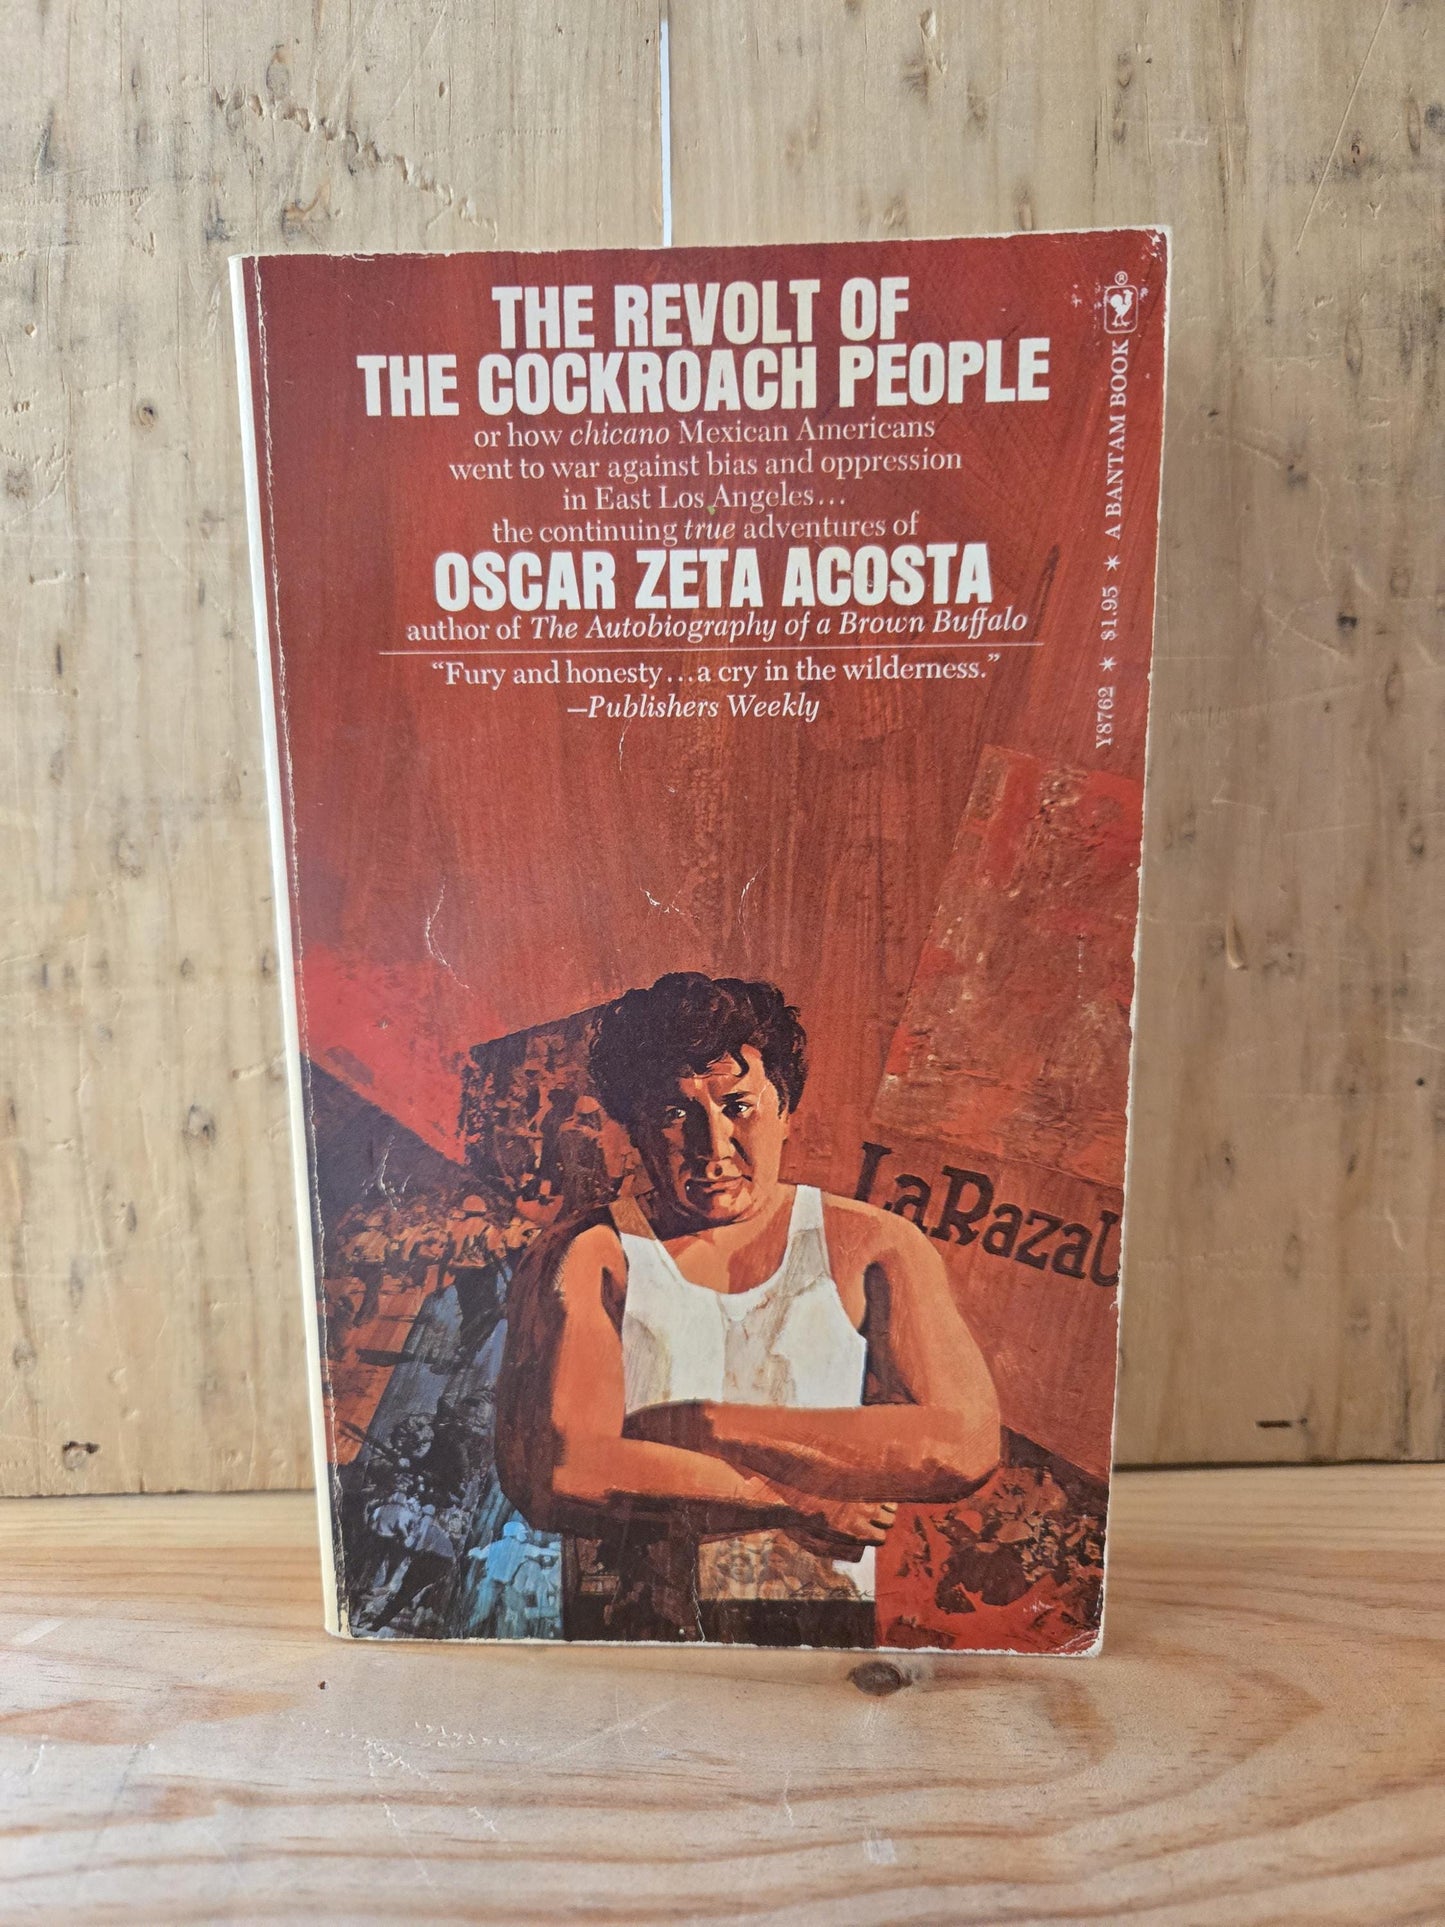 THE REVOLT OF
THE COCKROACH PEOPLE
or how chicano Mexican Americans
went to war against bias and oppression
in East Los Angeles...
the continuing true adventures of
OSCAR ZETA ACOSTA
author of The Autobiography of a Brown Buffalo
“Fury and honesty...a cry in the wilderness.”
—Publishers Weekly
Y8762 * $1.95 * A BANTAM BOOK ®
La Raza U